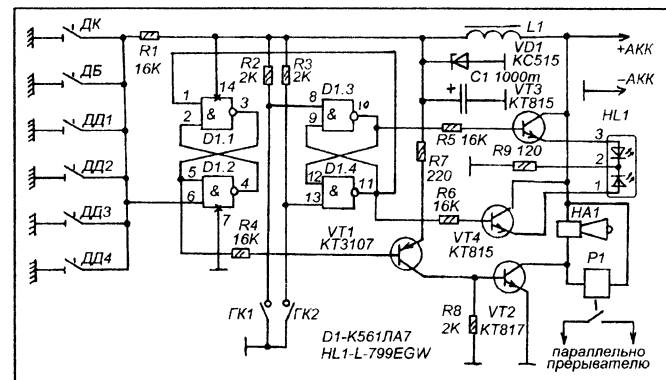 ДК
R1
16K
ДБ
ДД1
ДД2
ДД3
ДД4
1
14
3
2
D1.1
D1.2
5
4
6
7
R4
16K
R2
2K
R3
2K
D1.3
8
10
9
D1.4
12
11
13
&
&
L1
VD1
KC515
C1 1000m
+
VT3
KT815
+АКК
−АКК
HL1
R5 16K
R9 120
3
2
1
R7
220
R6
16K
VT1
KT3107
VT4
KT815
HA1
P1
R8
2K
VT2
KT817
ГК1
ГК2
D1-К561ЛА7
HL1-L-799EGW
параллельно
прерывателю